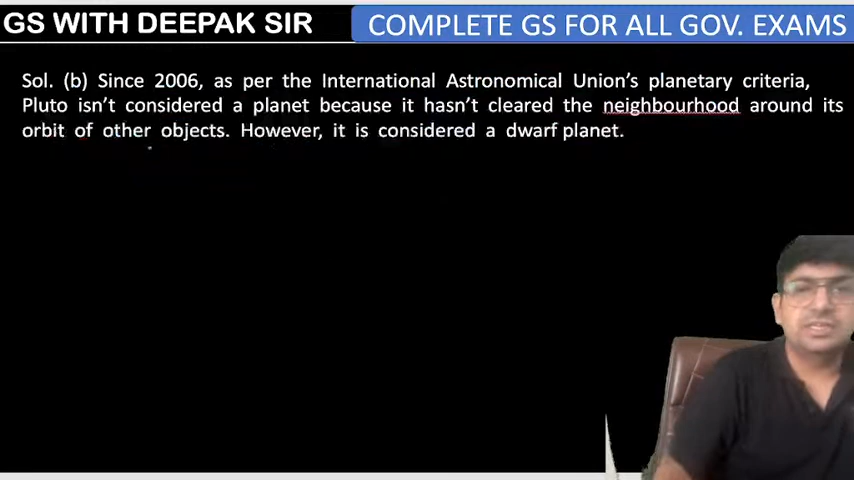 GS WITH DEEPAK SIR
COMPLETE GS FOR ALL GOV. EXAMS
Sol. (b) Since 2006, as per the International Astronomical Union's planetary criteria,
Pluto isn't considered a planet because it hasn't cleared the neighbourhood around its
orbit of other objects. However, it is considered a dwarf planet.